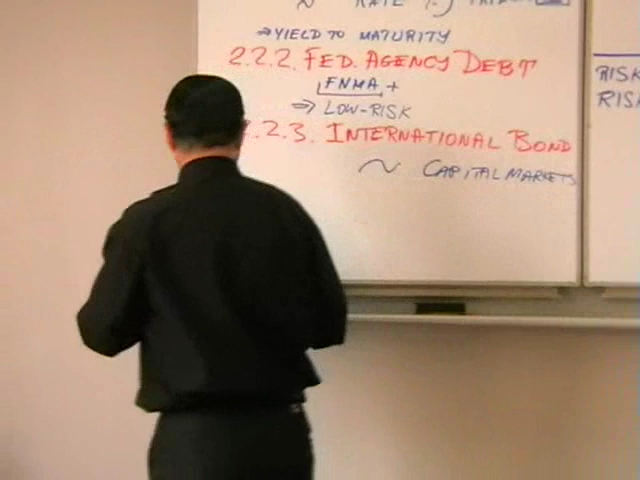 RATE
⇒ YIELD TO MATURITY
2.2.2. FED. AGENCY DEBT
FNMA +
⇒ LOW-RISK
.2.3. INTERNATIONAL BOND
~ CAPITAL MARKETS
RISK
RISK